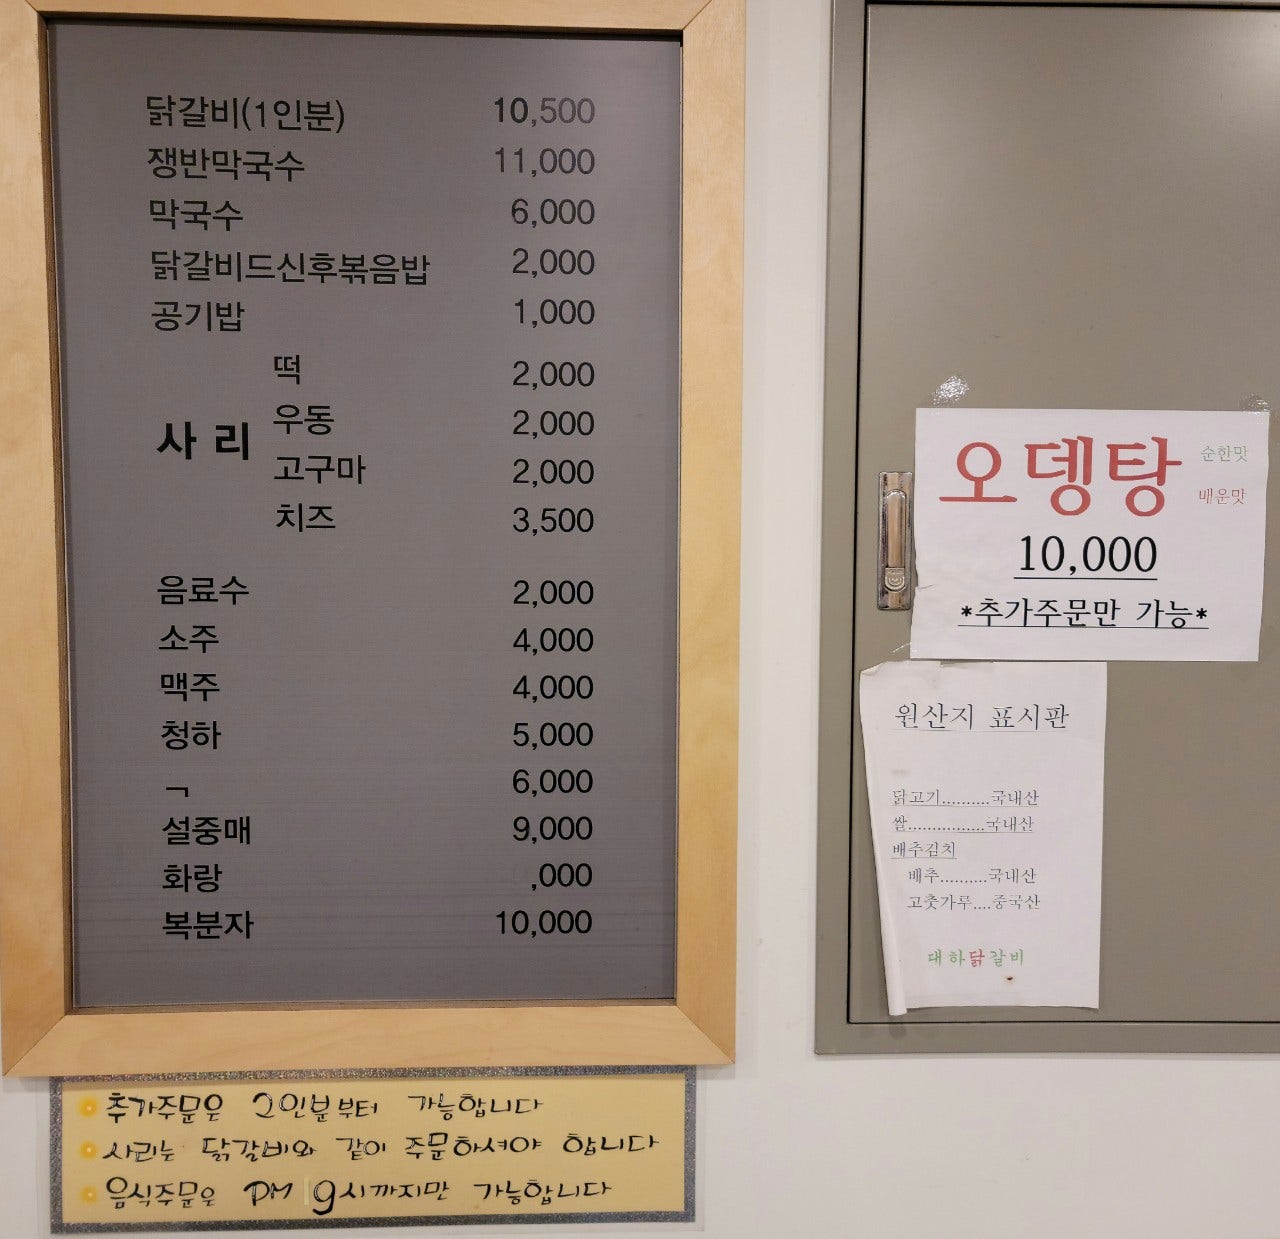 닭갈비(1인분) 10,500
쟁반막국수 11,000
막국수 6,000
닭갈비드신후볶음밥 2,000
공기밥 1,000
사 리
떡 2,000
우동 2,000
고구마 2,000
치즈 3,500
음료수 2,000
소주 4,000
맥주 4,000
청하 5,000
ㄱ 6,000
설중매 9,000
화랑 ,000
복분자 10,000
추가주문은 2인분부터 가능합니다
사리는 닭갈비와 같이 주문하셔야 합니다
음식주문은 PM 9시까지만 가능합니다
오뎅탕
순한맛
매운맛
10,000
*추가주문만 가능*
원산지 표시판
닭고기..........국내산
쌀................국내산
배추김치
배추..........국내산
고춧가루....중국산
대하닭갈비